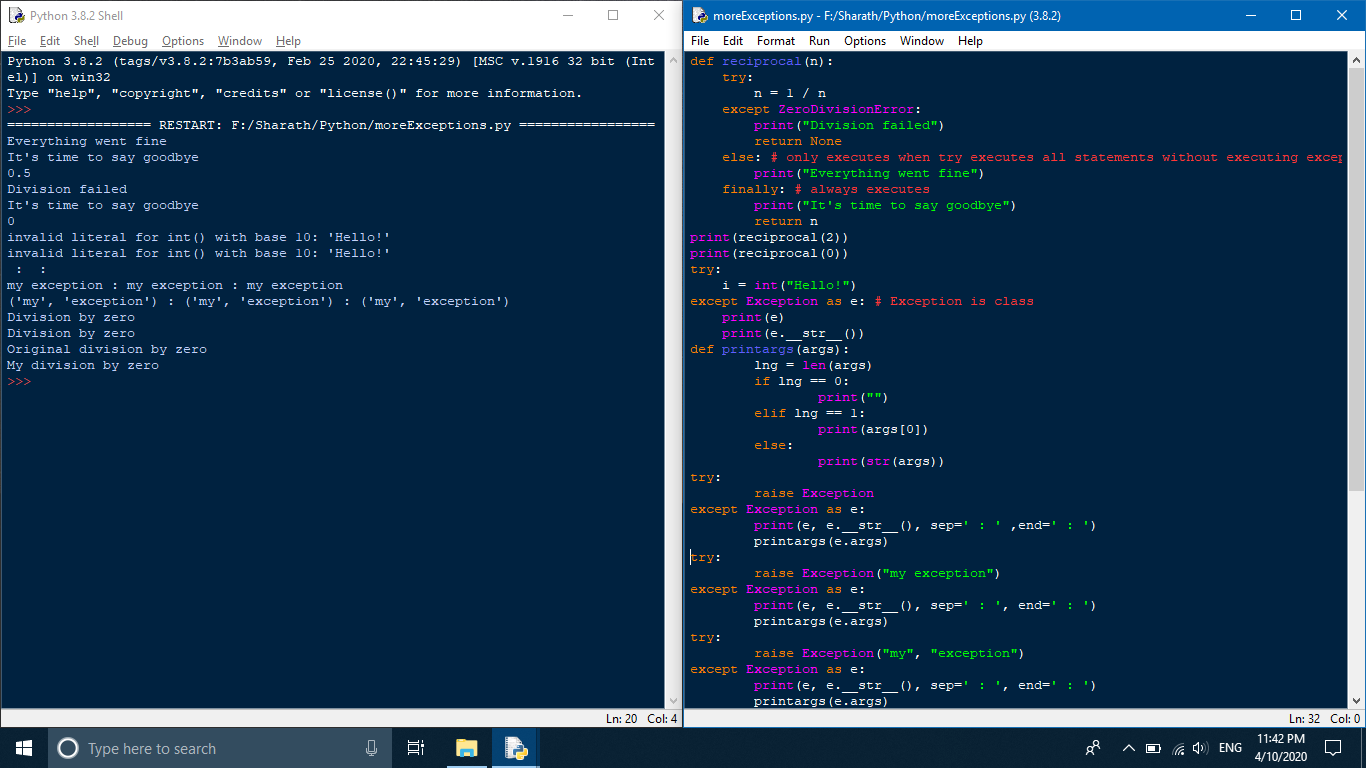 Python 3.8.2 Shell
File Edit Shell Debug Options Window Help
Python 3.8.2 (tags/v3.8.2:7b3ab59, Feb 25 2020, 22:45:29) [MSC v.1916 32 bit (Int
el)] on win32
Type "help", "copyright", "credits" or "license()" for more information.
>>>
================== RESTART: F:/Sharath/Python/moreExceptions.py =================
Everything went fine
It's time to say goodbye
0.5
Division failed
It's time to say goodbye
0
invalid literal for int() with base 10: 'Hello!'
invalid literal for int() with base 10: 'Hello!'
 :  :
my exception : my exception : my exception
('my', 'exception') : ('my', 'exception') : ('my', 'exception')
Division by zero
Division by zero
Original division by zero
My division by zero
>>>
Ln: 20 Col: 4
moreExceptions.py - F:/Sharath/Python/moreExceptions.py (3.8.2)
File Edit Format Run Options Window Help
def reciprocal(n):
    try:
        n = 1 / n
    except ZeroDivisionError:
        print("Division failed")
        return None
    else: # only executes when try executes all statements without executing excep
        print("Everything went fine")
    finally: # always executes
        print("It's time to say goodbye")
        return n
print(reciprocal(2))
print(reciprocal(0))
try:
    i = int("Hello!")
except Exception as e: # Exception is class
    print(e)
    print(e.__str__())
def printargs(args):
        lng = len(args)
        if lng == 0:
                print("")
        elif lng == 1:
                print(args[0])
        else:
                print(str(args))
try:
        raise Exception
except Exception as e:
        print(e, e.__str__(), sep=' : ' ,end=' : ')
        printargs(e.args)
try:
        raise Exception("my exception")
except Exception as e:
        print(e, e.__str__(), sep=' : ', end=' : ')
        printargs(e.args)
try:
        raise Exception("my", "exception")
except Exception as e:
        print(e, e.__str__(), sep=' : ', end=' : ')
        printargs(e.args)
Ln: 32 Col: 0
Type here to search
ENG
11:42 PM
4/10/2020